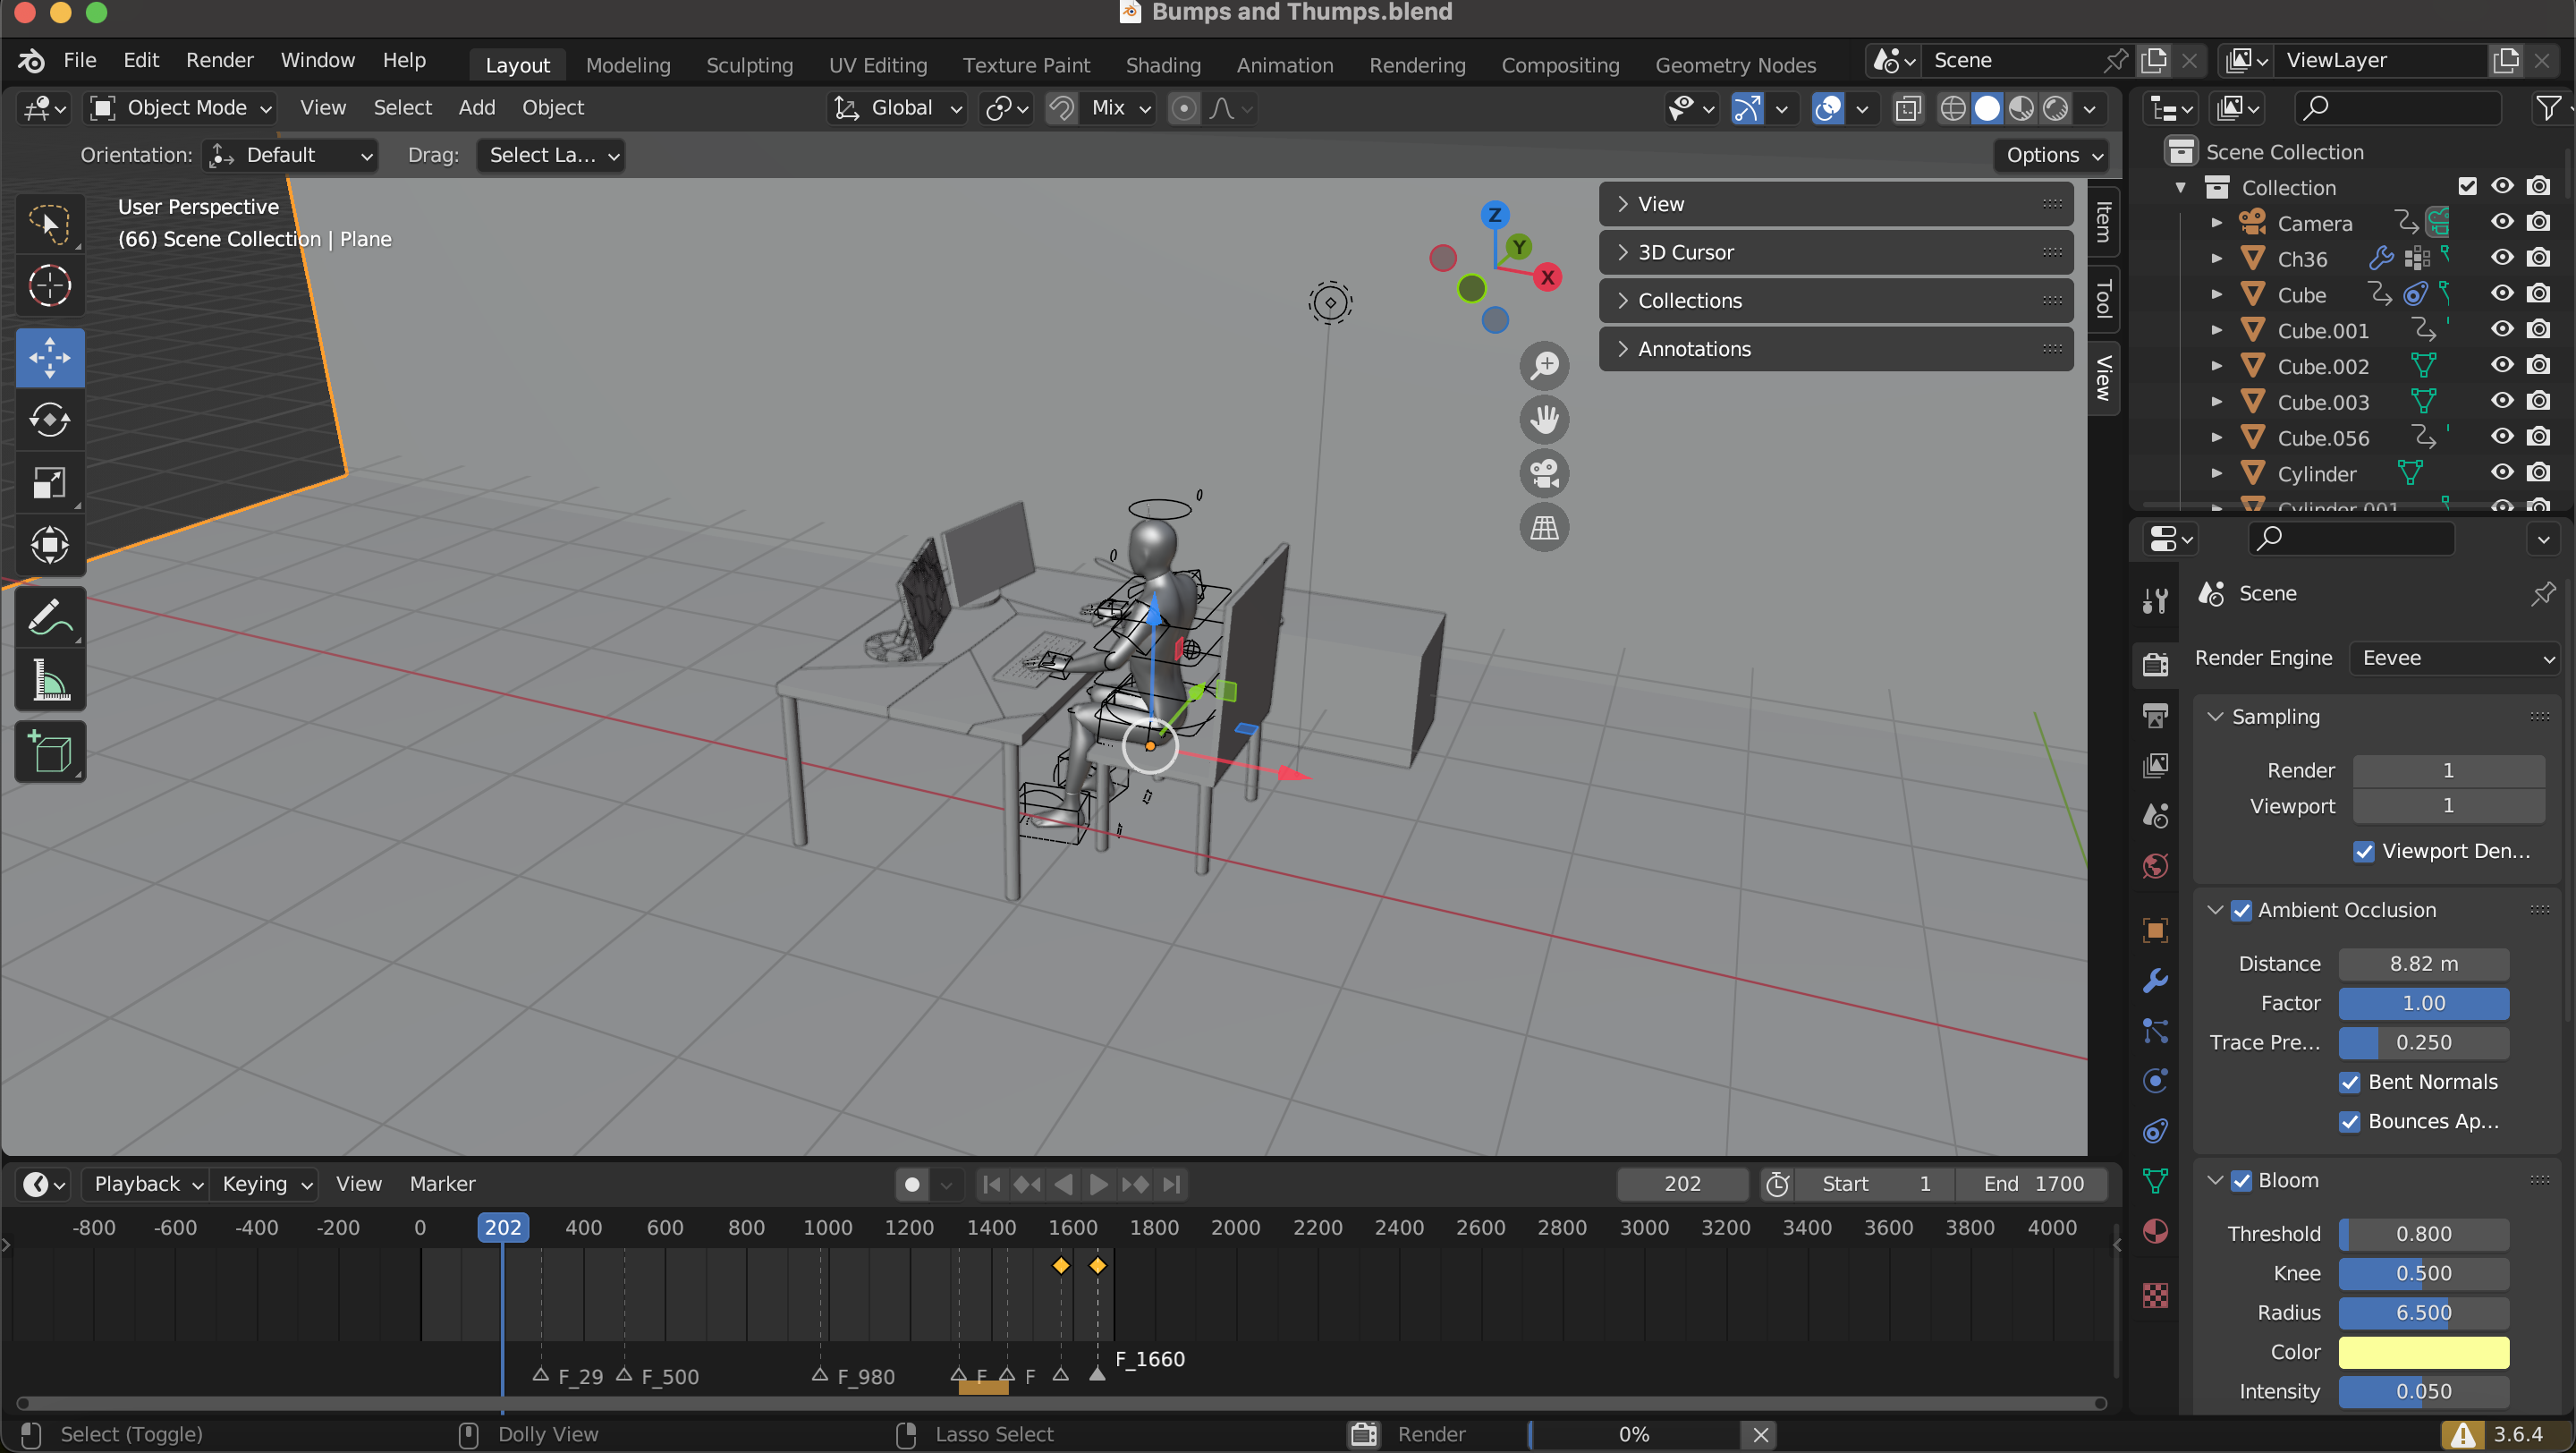 Bumps and Thumps.blend
File Edit Render Window Help Layout Modeling Sculpting UV Editing Texture Paint Shading Animation Rendering Compositing Geometry Nodes Scene ViewLayer
Object Mode View Select Add Object Global Mix
Orientation: Default Drag: Select La... Options
User Perspective
(66) Scene Collection | Plane
Z
Y
X
View
3D Cursor
Collections
Annotations
Item
Tool
View
Scene Collection
Collection
Camera
Ch36
Cube
Cube.001
Cube.002
Cube.003
Cube.056
Cylinder
Cylinder.001
Scene
Render Engine Eevee
Sampling
Render 1
Viewport 1
Viewport Den...
Ambient Occlusion
Distance 8.82 m
Factor 1.00
Trace Pre... 0.250
Bent Normals
Bounces Ap...
Bloom
Threshold 0.800
Knee 0.500
Radius 6.500
Color
Intensity 0.050
Playback Keying View Marker 202 Start 1 End 1700
-800 -600 -400 -200 0 202 400 600 800 1000 1200 1400 1600 1800 2000 2200 2400 2600 2800 3000 3200 3400 3600 3800 4000
F_1660
F_29 F_500 F_980 F F
Select (Toggle) Dolly View Lasso Select Render 0% 3.6.4